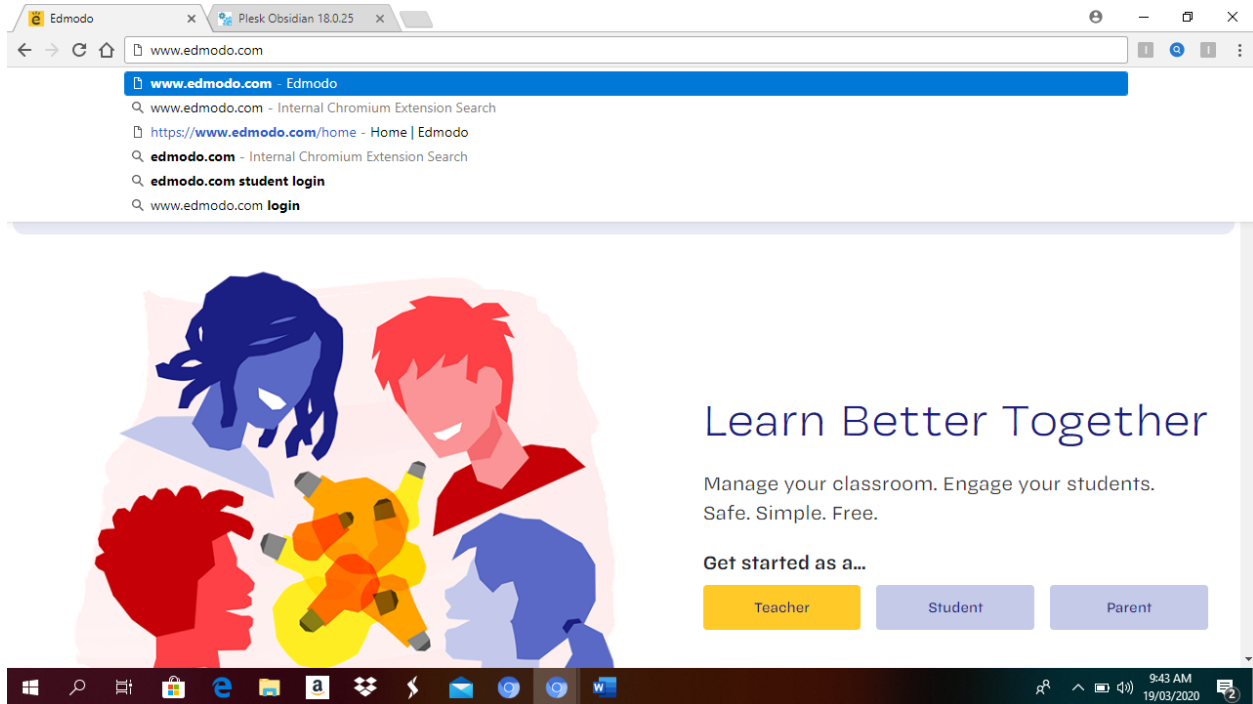 Edmodo
Plesk Obsidian 18.0.25
www.edmodo.com
www.edmodo.com - Edmodo
www.edmodo.com - Internal Chromium Extension Search
https://www.edmodo.com/home - Home | Edmodo
edmodo.com - Internal Chromium Extension Search
edmodo.com student login
www.edmodo.com login
Learn Better Together
Manage your classroom. Engage your students.
Safe. Simple. Free.
Get started as a...
Teacher
Student
Parent
9:43 AM
19/03/2020
2